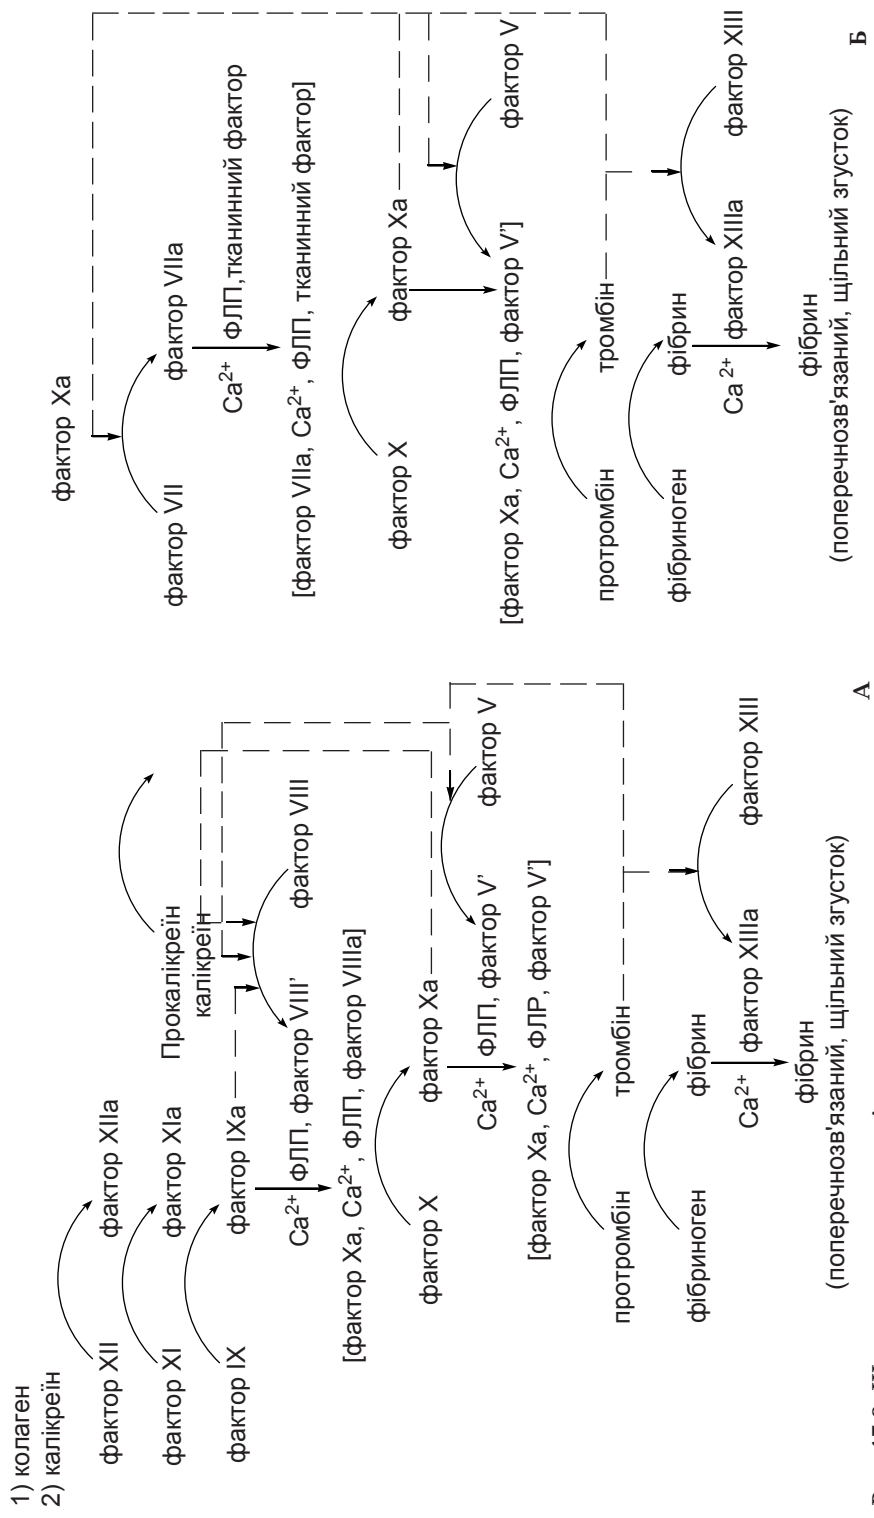 1) колаген
2) калікреїн
фактор XII
фактор XIIa
Прокалікреїн
калікреїн
фактор XI
фактор XIa
фактор IX
фактор IXa
фактор VIII' 
фактор VIII
Ca2+ ФЛП, фактор VIII'
[фактор Xa, Ca2+, ФЛП, фактор VIIIa]
фактор X
фактор Xa
Ca2+ ФЛП, фактор V'
фактор V
[фактор Xa, Ca2+, ФЛР, фактор V']
протромбін
тромбін
фібриноген
фібрин
Ca2+
фактор XIIIa
фактор XIII
фібрин
(поперечнозв'язаний, щільний згусток)
А
фактор Xa
фактор VII
фактор VIIa
Ca2+
ФЛП,тканинний фактор
[фактор VIIa, Ca2+, ФЛП, тканинний фактор]
фактор X
фактор Xa
фактор V
[фактор Xa, Ca2+, ФЛП, фактор V']
протромбін
тромбін
фібриноген
фібрин
Ca2+
фактор XIIIa
фактор XIII
фібрин
(поперечнозв'язаний, щільний згусток)
Б